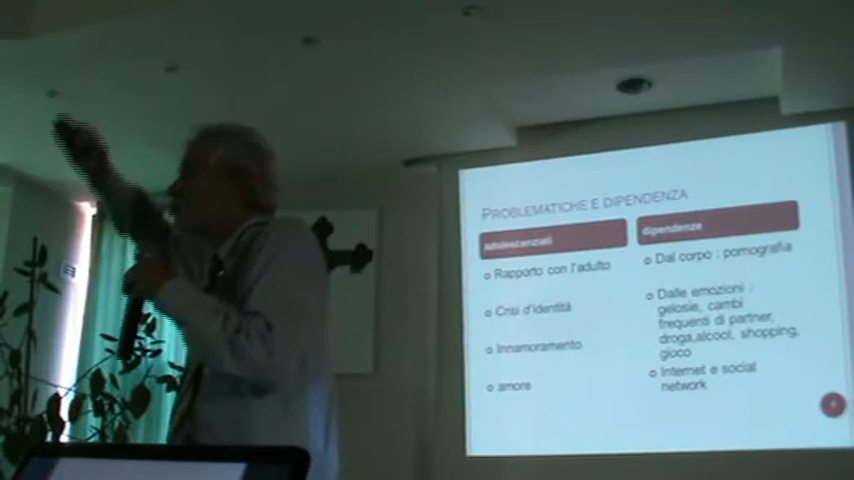 PROBLEMATICHE E DIPENDENZA
adolescenziali
Rapporto con l'adulto
Crisi d'identità
Innamoramento
amore
dipendenze
Dal corpo : pornografia
Dalle emozioni :
gelosie, cambi
frequenti di partner,
droga,alcool, shopping,
gioco
Internet e social
network